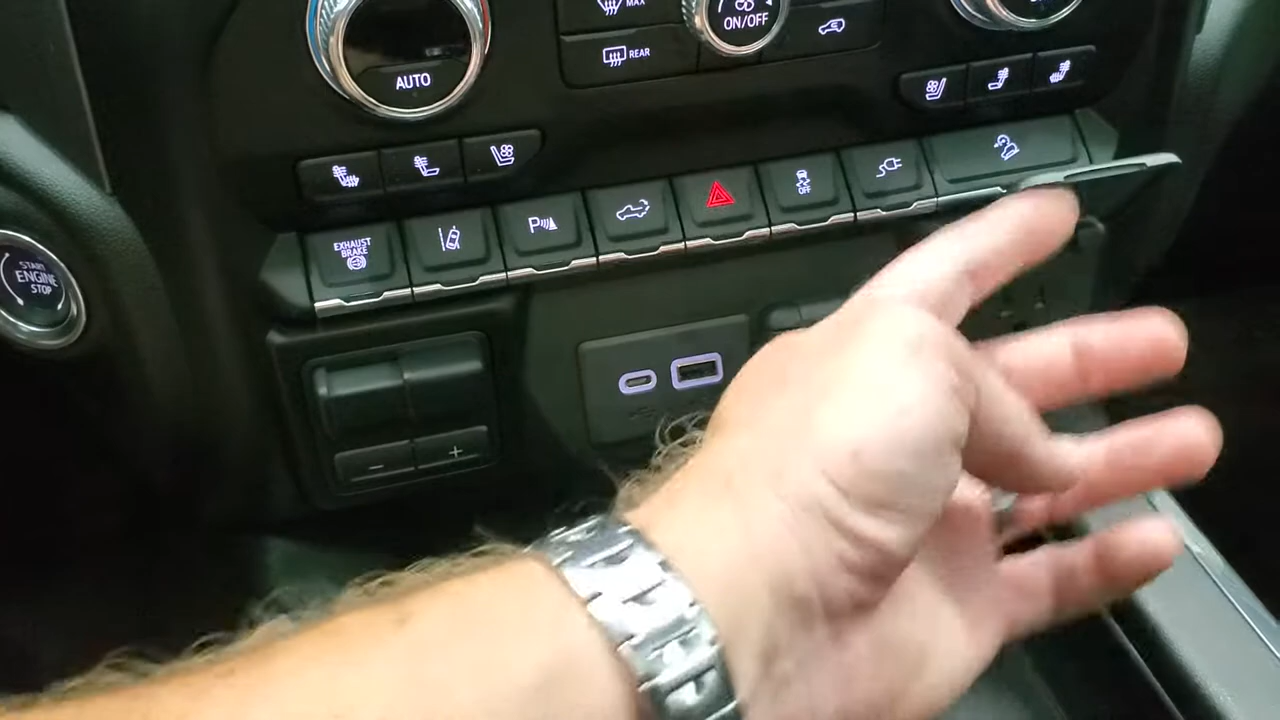 MAX
ON/OFF
AUTO
REAR
EXHAUST
BRAKE
P
OFF
START
ENGINE
STOP
- +